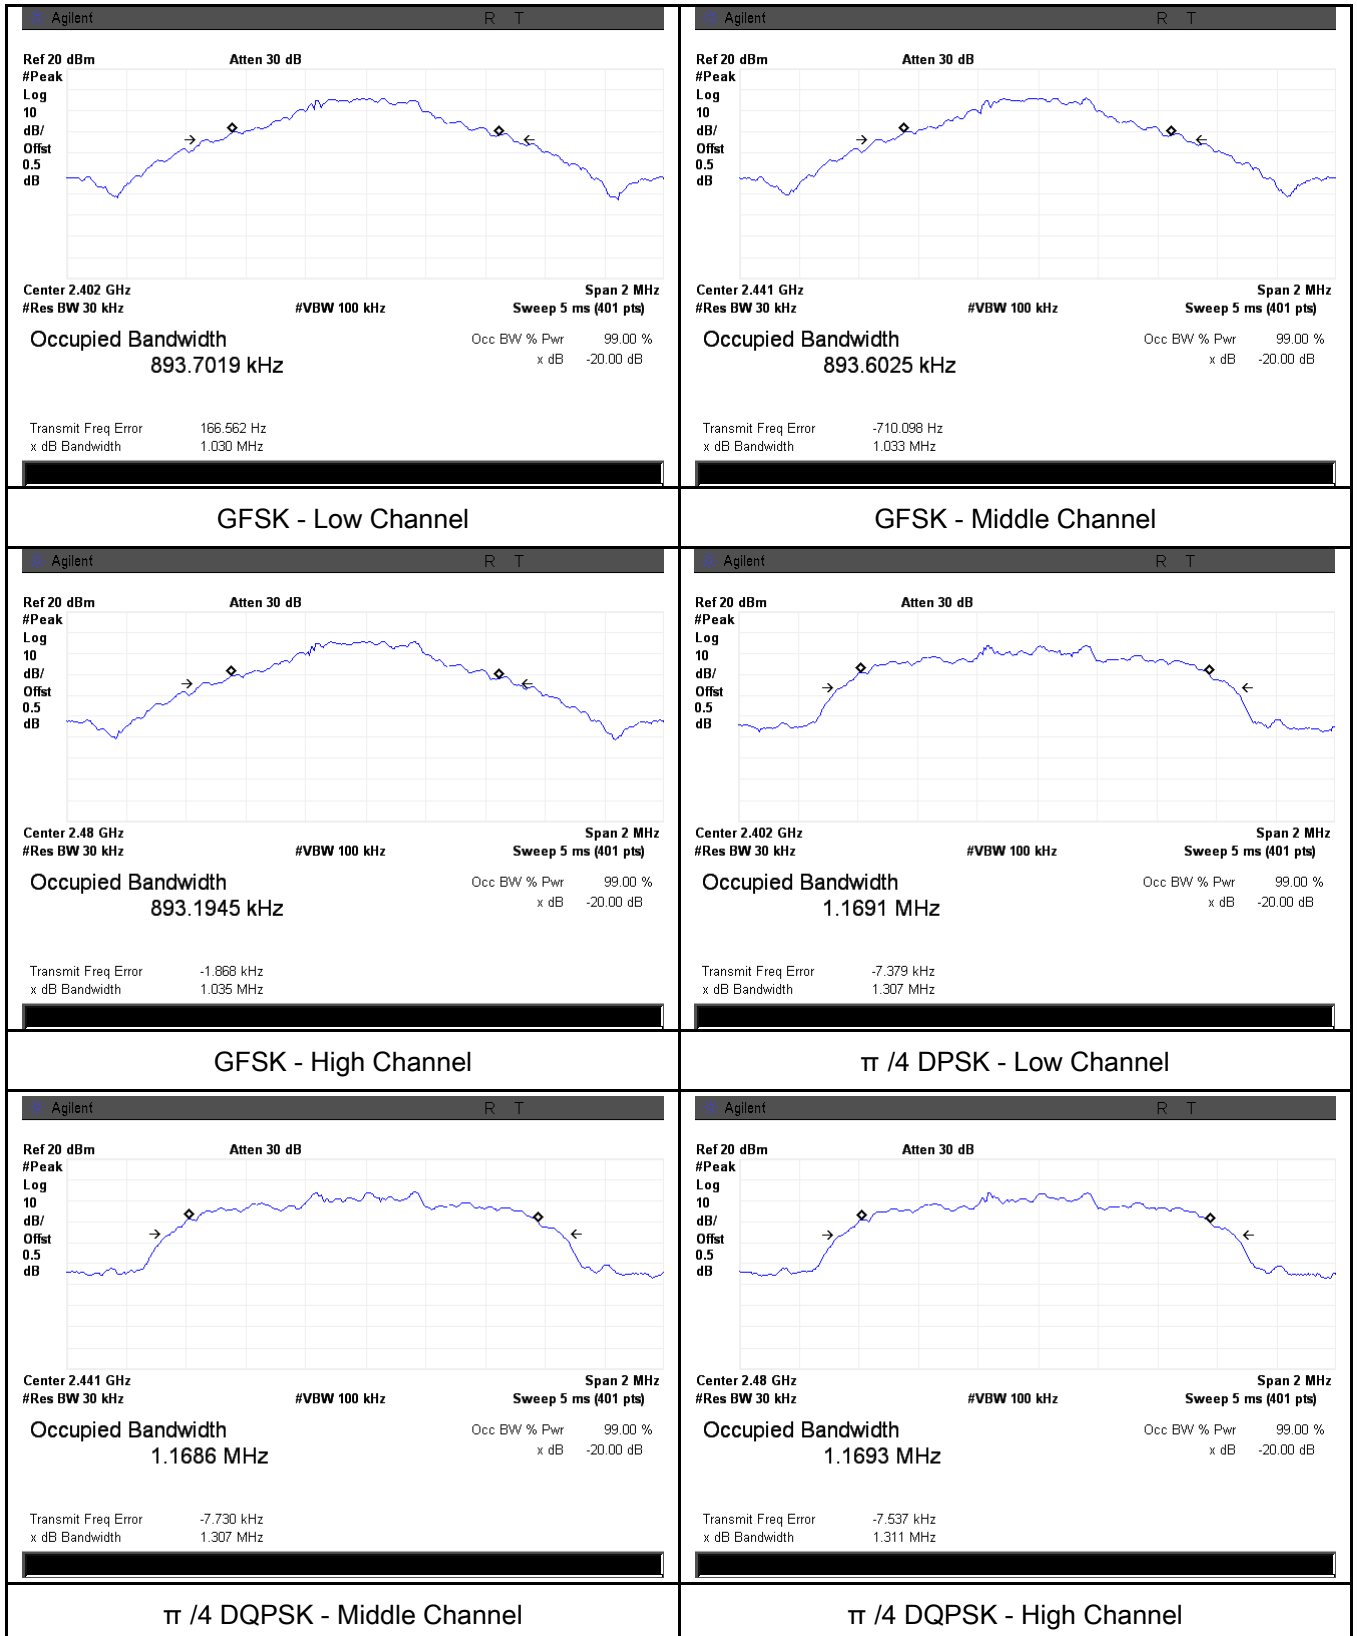 Agilent R T
Ref 20 dBm Atten 30 dB
#Peak
Log
10
dB/
Offst
0.5
dB
Center 2.402 GHz Span 2 MHz
#Res BW 30 kHz #VBW 100 kHz Sweep 5 ms (401 pts)
Occupied Bandwidth Occ BW % Pwr 99.00 %
893.7019 kHz x dB -20.00 dB
Transmit Freq Error 166.562 Hz
x dB Bandwidth 1.030 MHz
GFSK - Low Channel
Agilent R T
Ref 20 dBm Atten 30 dB
#Peak
Log
10
dB/
Offst
0.5
dB
Center 2.441 GHz Span 2 MHz
#Res BW 30 kHz #VBW 100 kHz Sweep 5 ms (401 pts)
Occupied Bandwidth Occ BW % Pwr 99.00 %
893.6025 kHz x dB -20.00 dB
Transmit Freq Error -710.098 Hz
x dB Bandwidth 1.033 MHz
GFSK - Middle Channel
Agilent R T
Ref 20 dBm Atten 30 dB
#Peak
Log
10
dB/
Offst
0.5
dB
Center 2.48 GHz Span 2 MHz
#Res BW 30 kHz #VBW 100 kHz Sweep 5 ms (401 pts)
Occupied Bandwidth Occ BW % Pwr 99.00 %
893.1945 kHz x dB -20.00 dB
Transmit Freq Error -1.868 kHz
x dB Bandwidth 1.035 MHz
GFSK - High Channel
Agilent R T
Ref 20 dBm Atten 30 dB
#Peak
Log
10
dB/
Offst
0.5
dB
Center 2.402 GHz Span 2 MHz
#Res BW 30 kHz #VBW 100 kHz Sweep 5 ms (401 pts)
Occupied Bandwidth Occ BW % Pwr 99.00 %
1.1691 MHz x dB -20.00 dB
Transmit Freq Error -7.379 kHz
x dB Bandwidth 1.307 MHz
π /4 DPSK - Low Channel
Agilent R T
Ref 20 dBm Atten 30 dB
#Peak
Log
10
dB/
Offst
0.5
dB
Center 2.441 GHz Span 2 MHz
#Res BW 30 kHz #VBW 100 kHz Sweep 5 ms (401 pts)
Occupied Bandwidth Occ BW % Pwr 99.00 %
1.1686 MHz x dB -20.00 dB
Transmit Freq Error -7.730 kHz
x dB Bandwidth 1.307 MHz
π /4 DQPSK - Middle Channel
Agilent R T
Ref 20 dBm Atten 30 dB
#Peak
Log
10
dB/
Offst
0.5
dB
Center 2.48 GHz Span 2 MHz
#Res BW 30 kHz #VBW 100 kHz Sweep 5 ms (401 pts)
Occupied Bandwidth Occ BW % Pwr 99.00 %
1.1693 MHz x dB -20.00 dB
Transmit Freq Error -7.537 kHz
x dB Bandwidth 1.311 MHz
π /4 DQPSK - High Channel